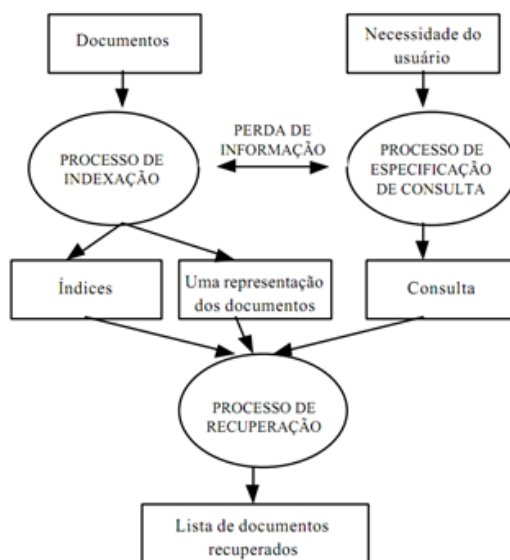 Documentos
Necessidade do
usuário
PERDA DE
INFORMAÇÃO
PROCESSO DE
INDEXAÇÃO
PROCESSO DE
ESPECIFICAÇÃO
DE CONSULTA
Índices
Uma representação
dos documentos
Consulta
PROCESSO DE
RECUPERAÇÃO
Lista de documentos
recuperados